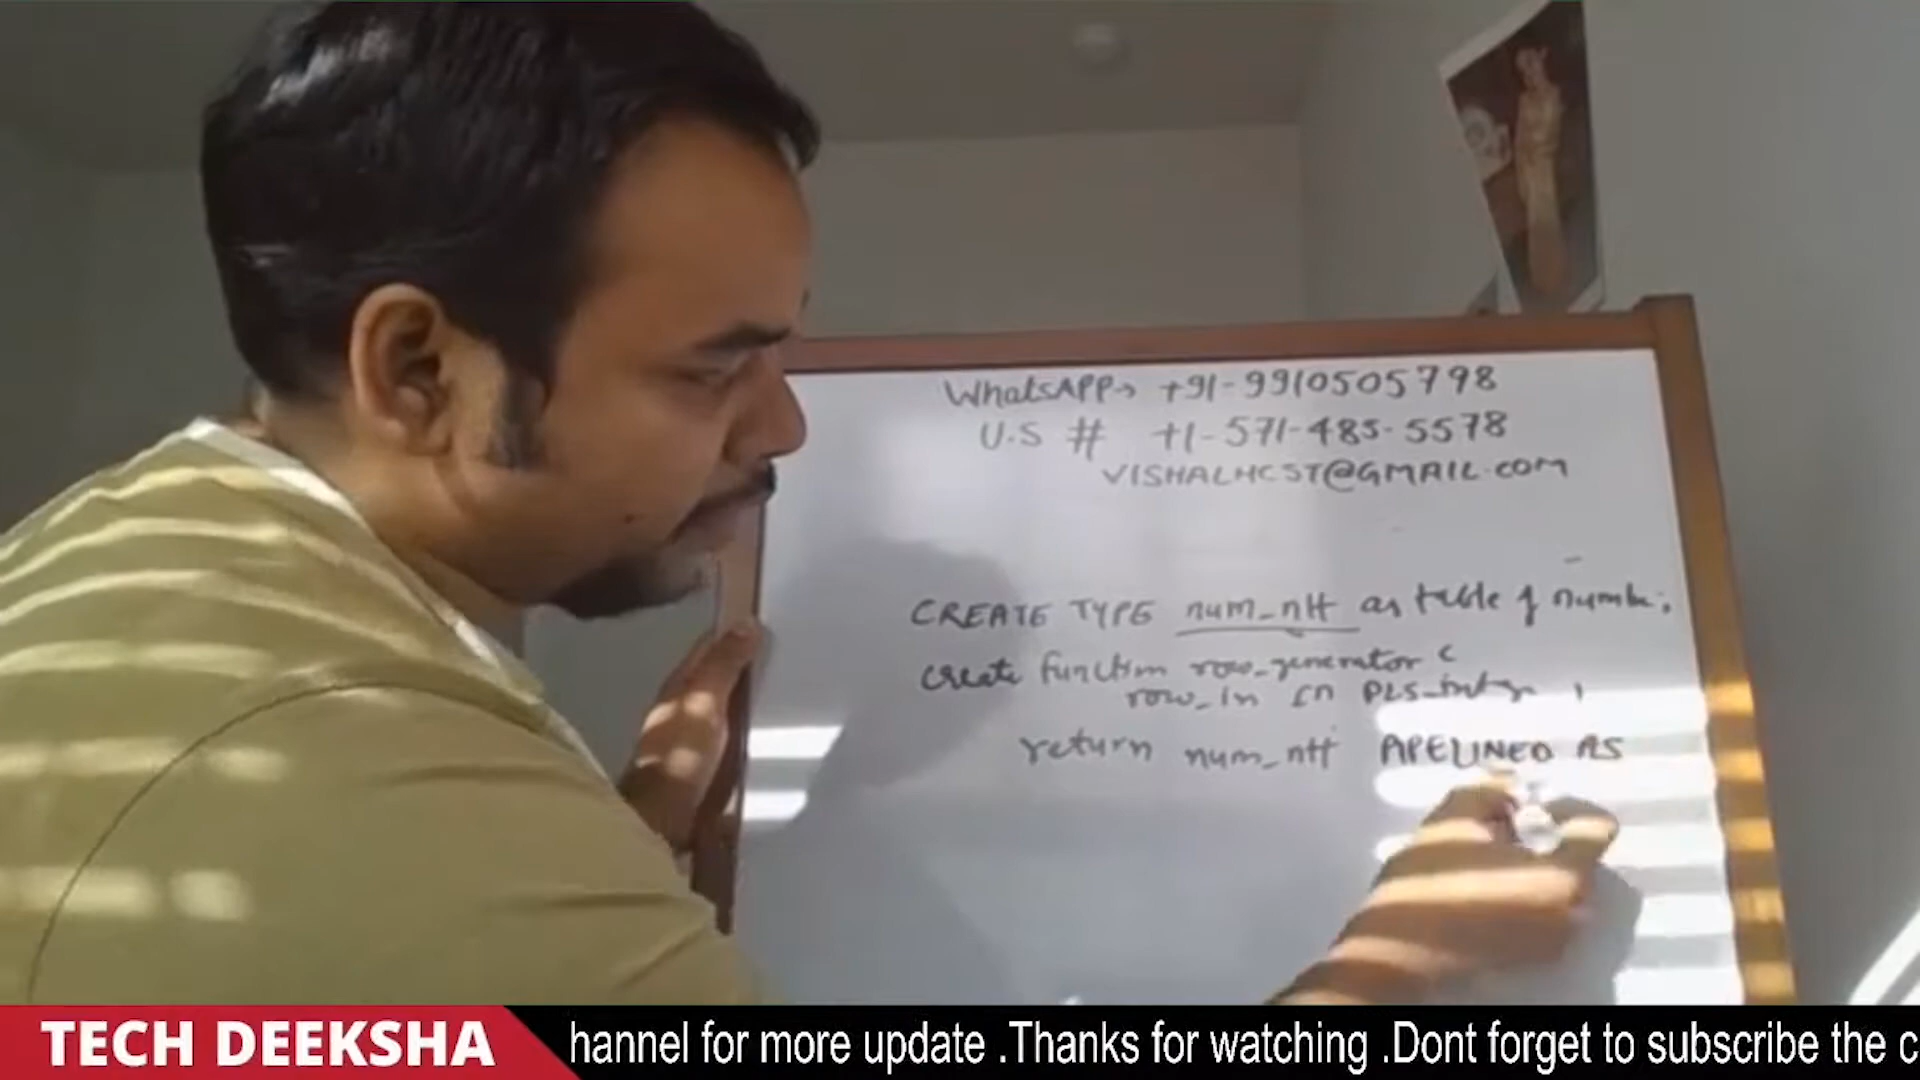 WhatsAPP→ +91-9910505798
U.S # +1-571-485-5578
VISHALHCST@GMAIL.COM
CREATE TYPE num_ntt as table of number;
create function row_generator (
row_in IN PLS_integer )
return num_ntt PIPELINED AS
TECH DEEKSHA
hannel for more update .Thanks for watching .Dont forget to subscribe the c